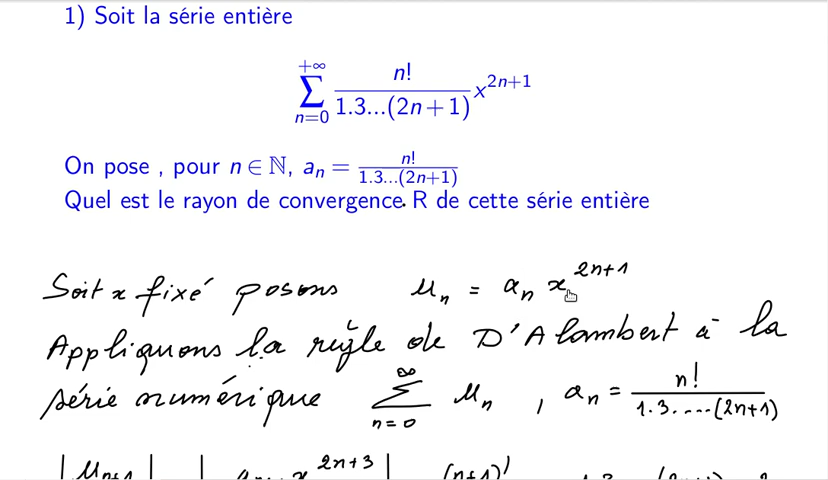 1) Soit la série entière
+∞
∑ n! / 1.3...(2n+1) x^{2n+1}
n=0
On pose , pour n ∈ ℕ, a_n = n! / 1.3...(2n+1)
Quel est le rayon de convergence. R de cette série entière
Soit x fixé posons u_n = a_n x^{2n+1}
Appliquons la règle de D'Alambert à la
série numérique ∑_{n=0}^{∞} u_n , a_n = n! / 1.3.....(2n+1)